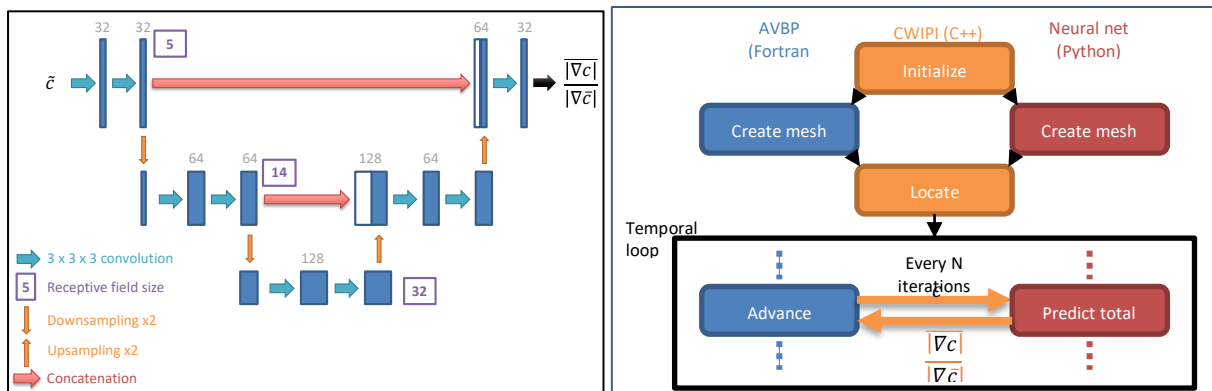 32
32
5
64
32
c̃
|∇c|
|∇c̄|
64
64
14
128
64
3 x 3 x 3 convolution
128
5
Receptive field size
32
Downsampling x2
Upsampling x2
Concatenation
AVBP
(Fortran
CWIPI (C++)
Neural net
(Python)
Initialize
Create mesh
Create mesh
Locate
Temporal
loop
Every N
iterations
Advance
Predict total
|∇c|
|∇c̄|